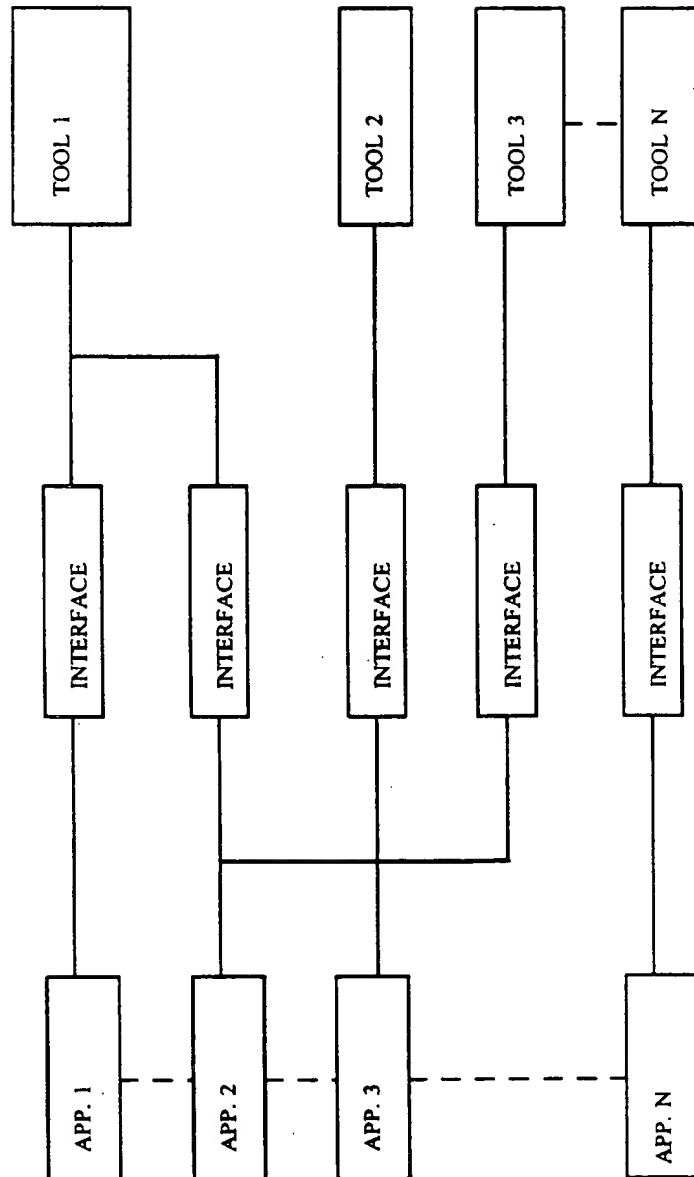 TOOL 1
TOOL 2
TOOL 3
TOOL N
INTERFACE
INTERFACE
INTERFACE
INTERFACE
INTERFACE
APP. 1
APP. 2
APP. 3
APP. N